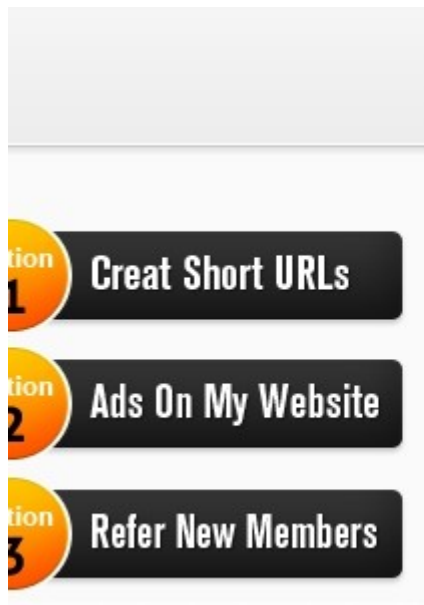 tion
1
Creat Short URLs
tion
2
Ads On My Website
tion
3
Refer New Members